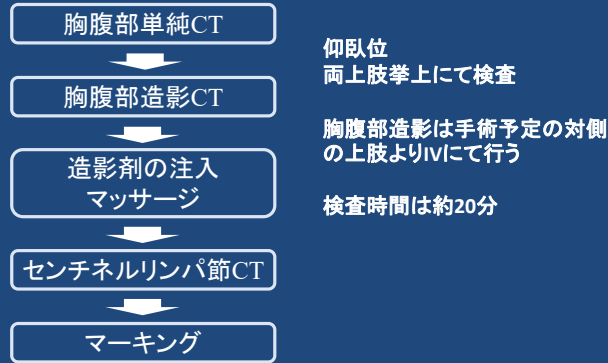 胸腹部単純CT
胸腹部造影CT
造影剤の注入
マッサージ
センチネルリンパ節CT
マーキング
仰臥位
両上肢挙上にて検査
胸腹部造影は手術予定の対側
の上肢よりIVにて行う
検査時間は約20分